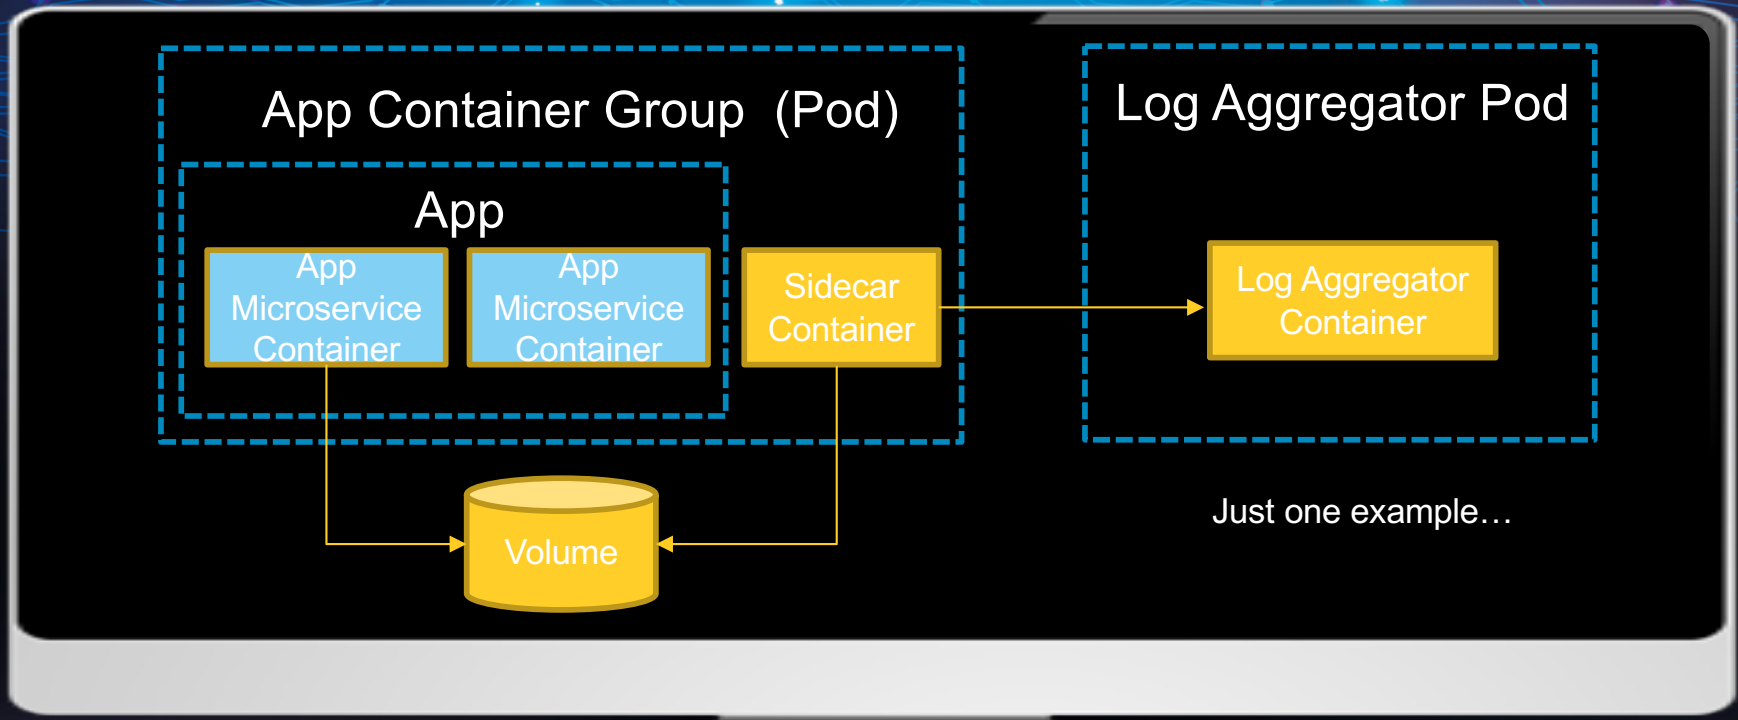 App Container Group  (Pod)
Log Aggregator Pod
App
App
Microservice
Container
App
Microservice
Container
Sidecar
Container
Log Aggregator
Container
Volume
Just one example…